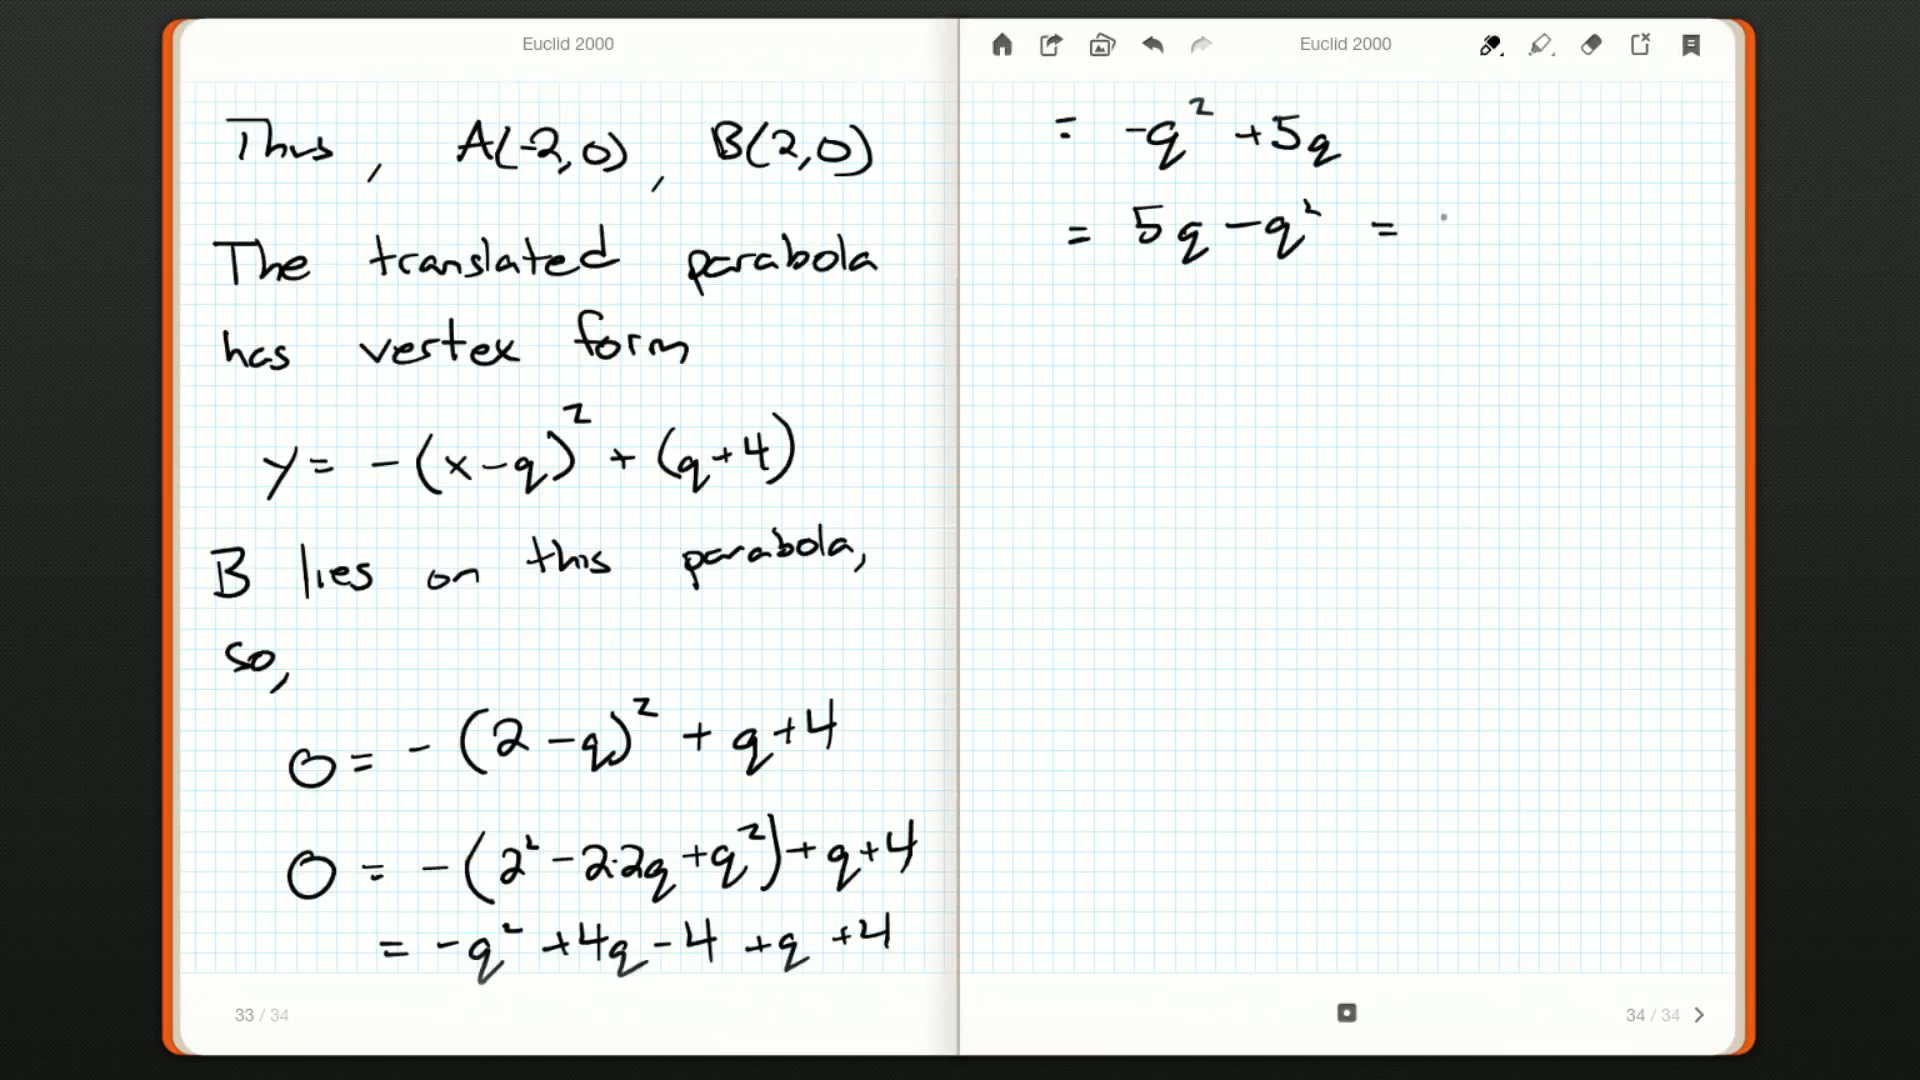 Euclid 2000
Thus, A(-2,0), B(2,0)
The translated parabola
has vertex form
y = -(x-q)² + (q+4)
B lies on this parabola,
so,
0 = -(2-q)² + q+4
0 = -(2² - 2·2q + q²) + q+4
= -q² + 4q - 4 + q + 4
33 / 34
Euclid 2000
= -q² + 5q
= 5q - q² =
34 / 34